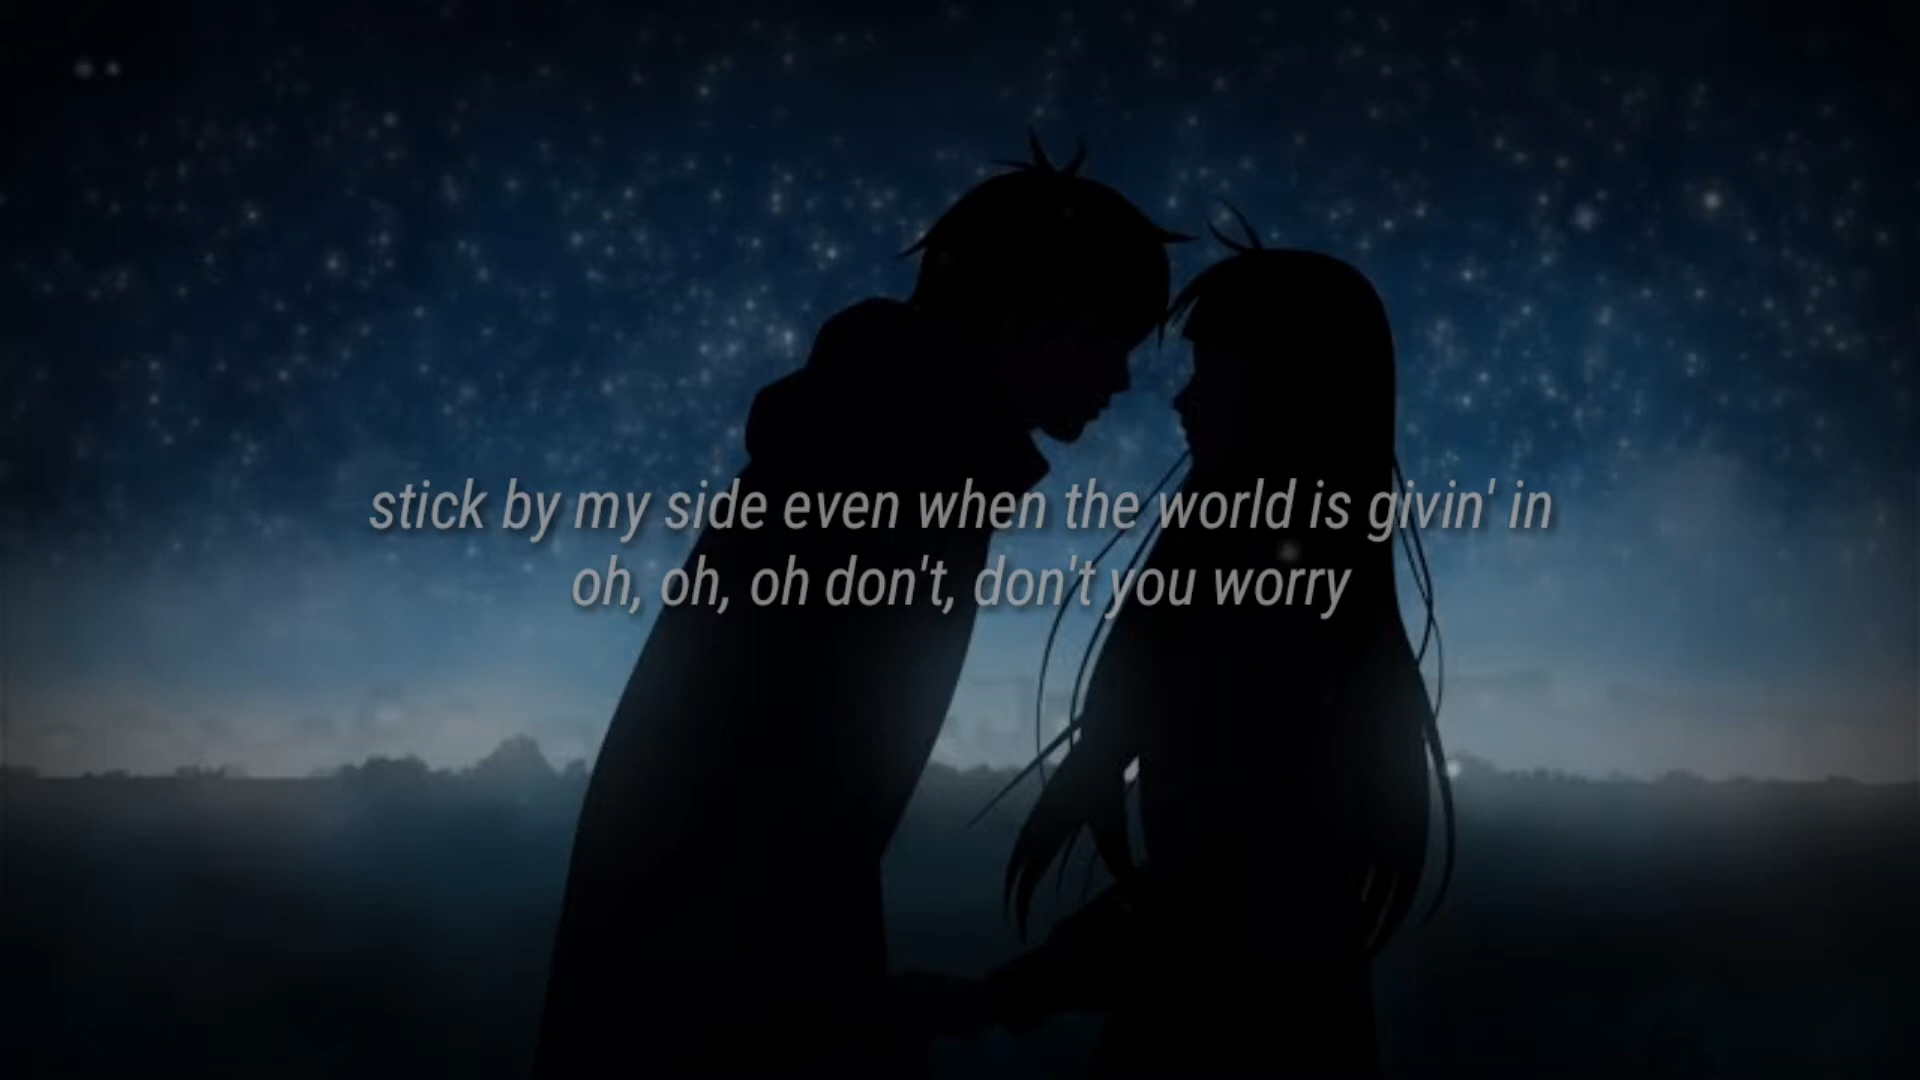 stick by my side even when the world is givin' in
oh, oh, oh don't, don't you worry